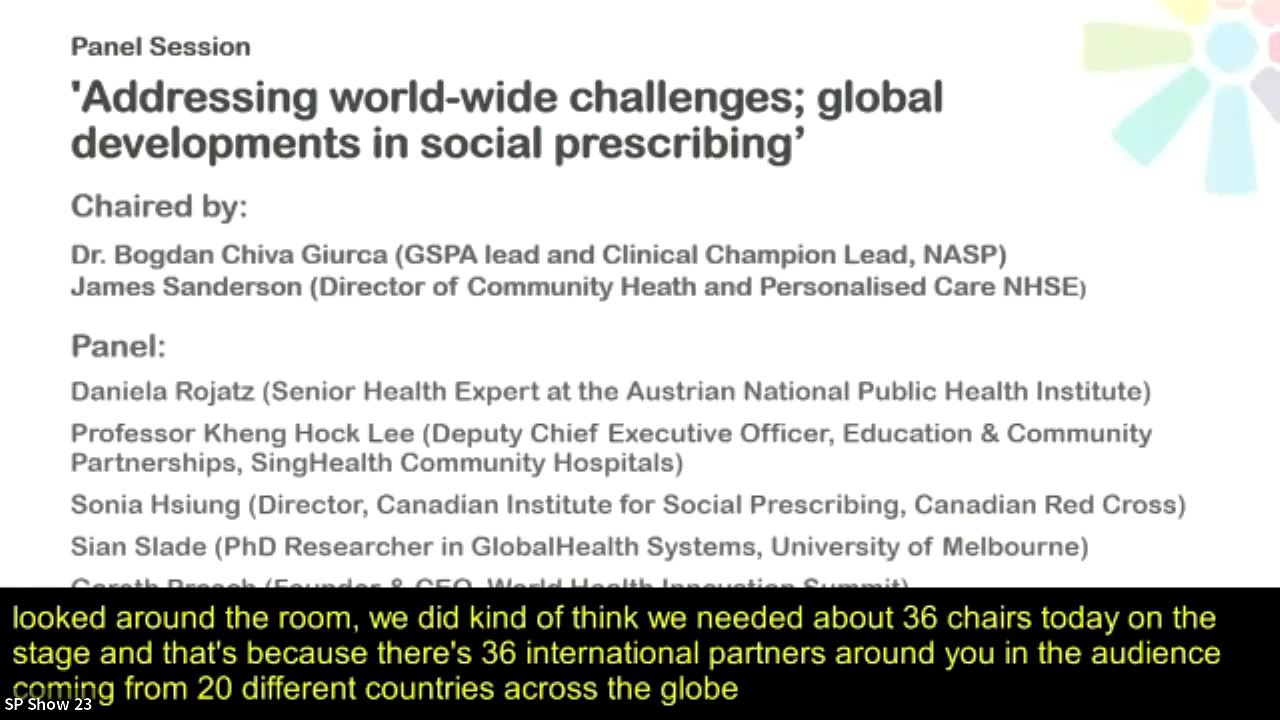 Panel Session
'Addressing world-wide challenges; global
developments in social prescribing’
Chaired by:
Dr. Bogdan Chiva Giurca (GSPA lead and Clinical Champion Lead, NASP)
James Sanderson (Director of Community Heath and Personalised Care NHSE)
Panel:
Daniela Rojatz (Senior Health Expert at the Austrian National Public Health Institute)
Professor Kheng Hock Lee (Deputy Chief Executive Officer, Education & Community
Partnerships, SingHealth Community Hospitals)
Sonia Hsiung (Director, Canadian Institute for Social Prescribing, Canadian Red Cross)
Sian Slade (PhD Researcher in GlobalHealth Systems, University of Melbourne)
(Founder & CEO, World Health Innovation Summit)
looked around the room, we did kind of think we needed about 36 chairs today on the
stage and that's because there's 36 international partners around you in the audience
coming from 20 different countries across the globe
SP Show 23